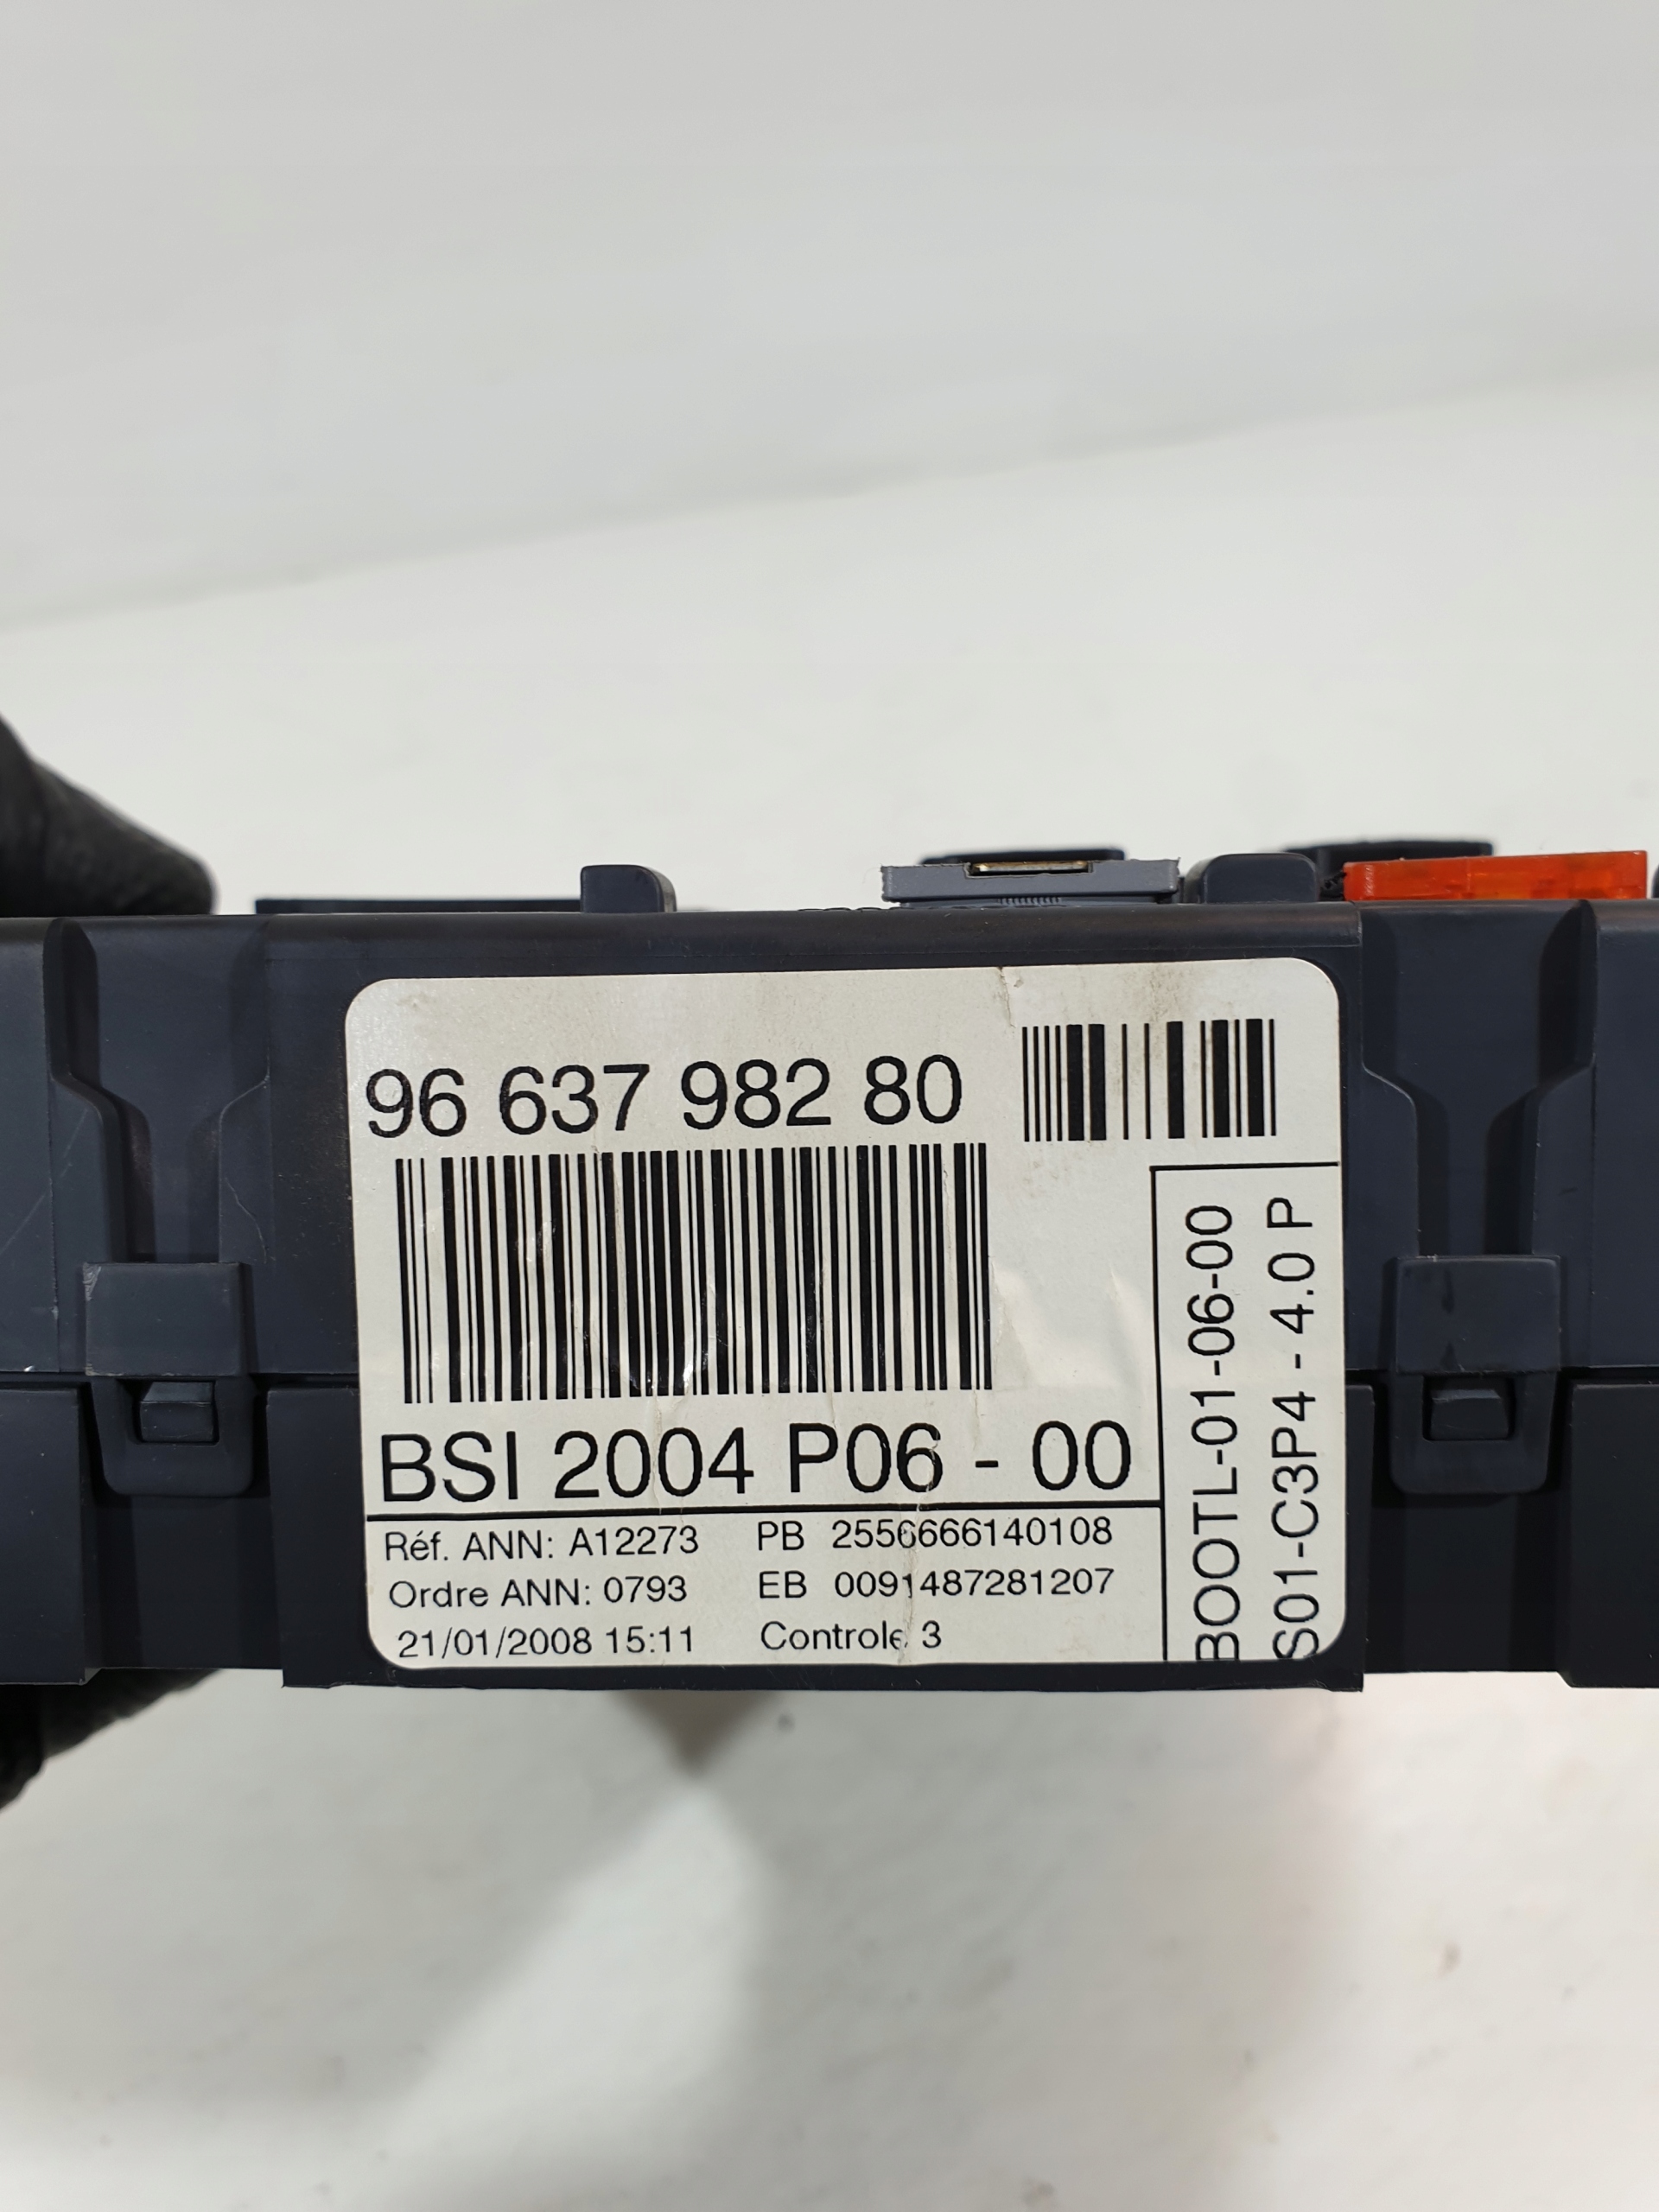 96 637 982 80
BSI 2004 P06 - 00
Réf. ANN: A12273 PB 2556666140108
Ordre ANN: 0793 EB 0091487281207
21/01/2008 15:11 Controle 3
BOOTL-01-06-00
S01-C3P4 - 4.0 P